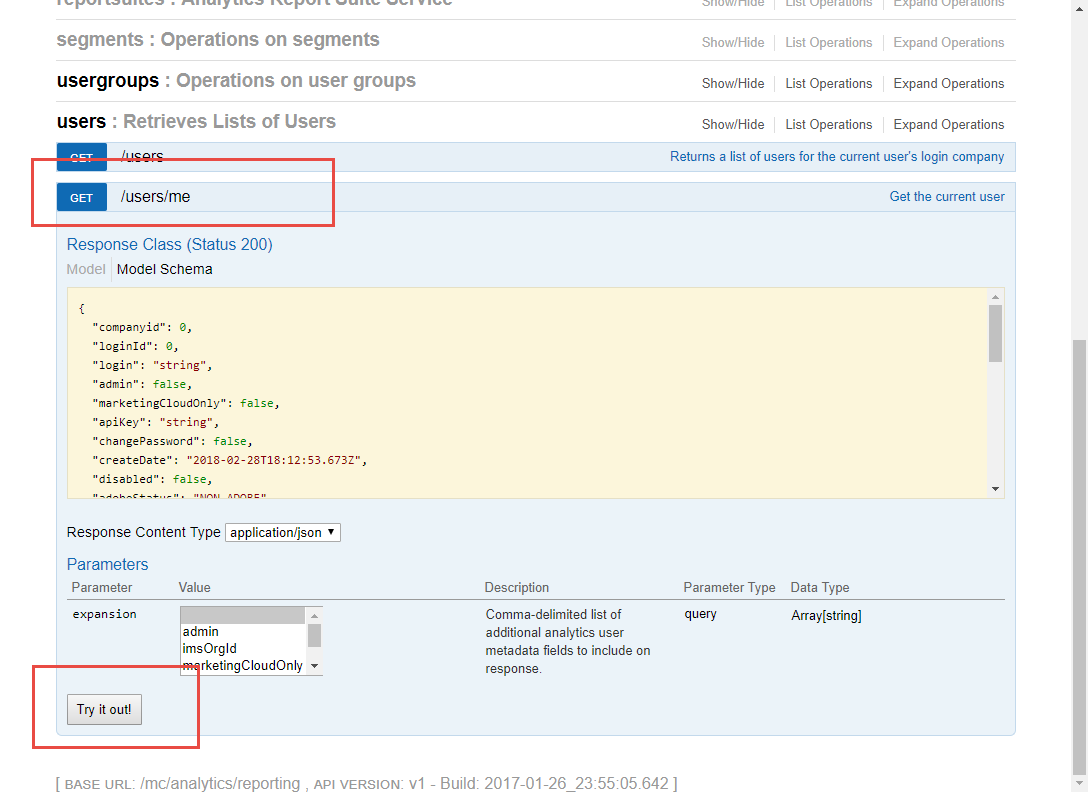 reportsuites : Analytics Report Suite Service Show/Hide List Operations Expand Operations
segments : Operations on segments Show/Hide List Operations Expand Operations
usergroups : Operations on user groups Show/Hide List Operations Expand Operations
users : Retrieves Lists of Users Show/Hide List Operations Expand Operations
GET /users Returns a list of users for the current user's login company
GET /users/me Get the current user
Response Class (Status 200)
Model Model Schema
{
"companyid": 0,
"loginId": 0,
"login": "string",
"admin": false,
"marketingCloudOnly": false,
"apiKey": "string",
"changePassword": false,
"createDate": "2018-02-28T18:12:53.673Z",
"disabled": false,
"adobeStatus": "NON_ADOBE"
Response Content Type application/json
Parameters
Parameter Value Description Parameter Type Data Type
expansion Comma-delimited list of query Array[string]
admin additional analytics user
imsOrgId metadata fields to include on
marketingCloudOnly response.
Try it out!
[ BASE URL: /mc/analytics/reporting , API VERSION: v1 - Build: 2017-01-26_23:55:05.642 ]